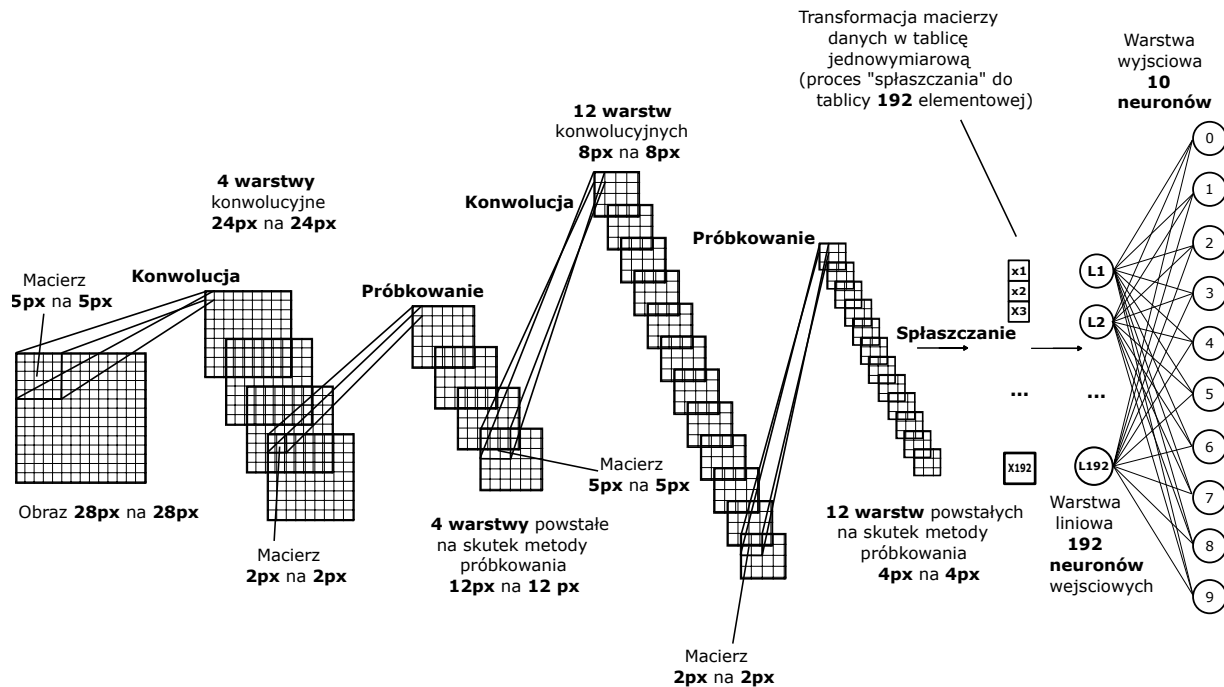 Transformacja macierzy
danych w tablicę
jednowymiarową
(proces "spłaszczania" do
tablicy 192 elementowej)
Warstwa
wyjsciowa
10
neuronów
12 warstw
konwolucyjnych
8px na 8px
4 warstwy
konwolucyjne
24px na 24px
Konwolucja
Próbkowanie
Macierz
5px na 5px
Konwolucja
Próbkowanie
Spłaszczanie
Obraz 28px na 28px
Macierz
2px na 2px
4 warstwy powstałe
na skutek metody
próbkowania
12px na 12 px
Macierz
5px na 5px
Macierz
2px na 2px
12 warstw powstałych
na skutek metody
próbkowania
4px na 4px
x1
x2
X3
...
X192
L1
L2
...
L192
Warstwa
liniowa
192
neuronów
wejsciowych
0
1
2
3
4
5
6
7
8
9